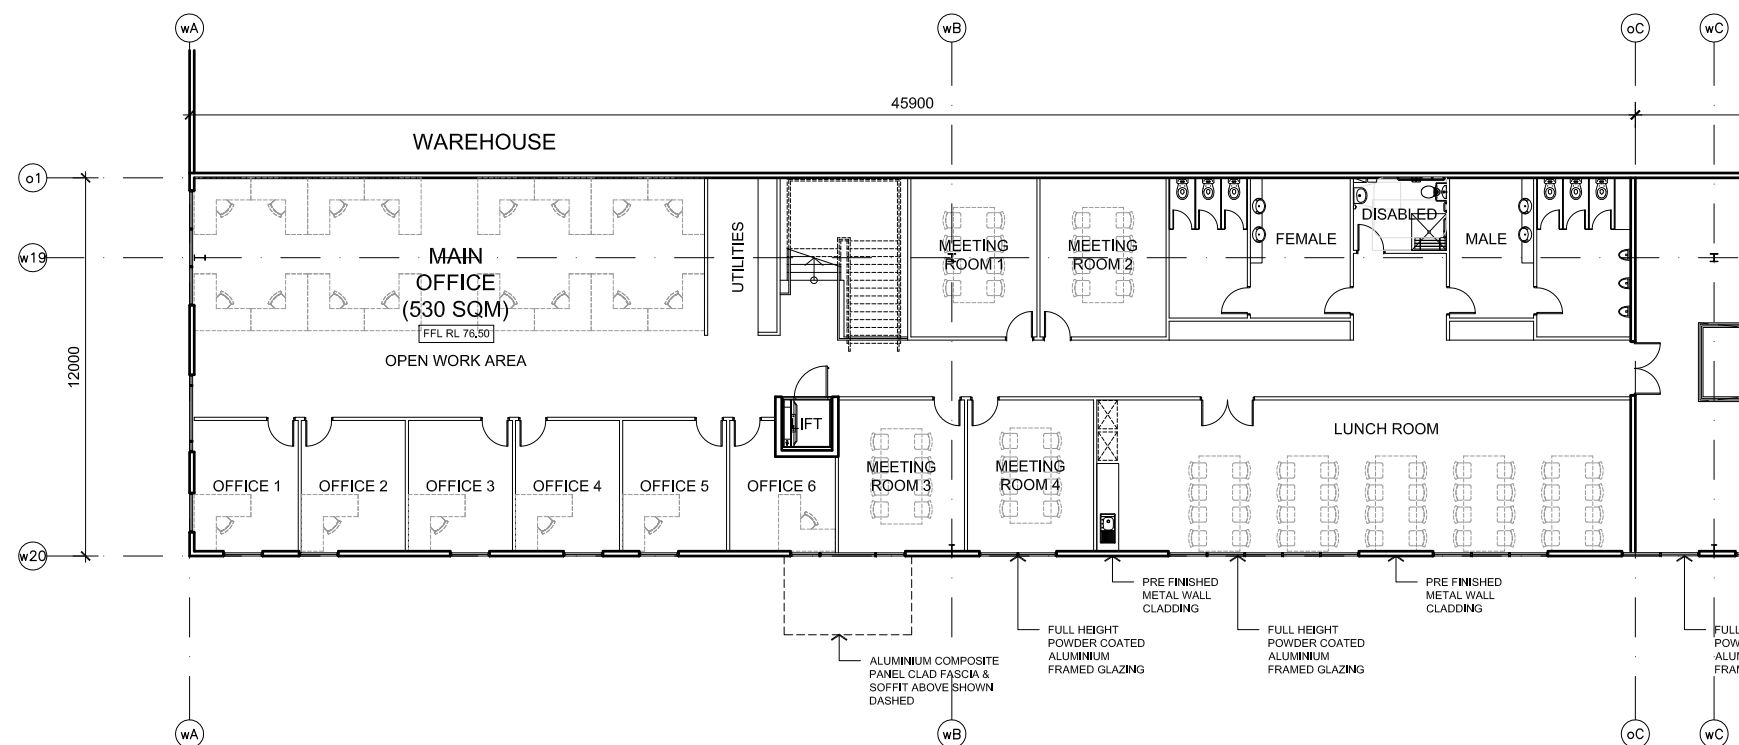 wA
wB
oC
wC
45900
WAREHOUSE
o1
w19
w20
12000
MAIN
OFFICE
(530 SQM)
FFL RL 76.50
OPEN WORK AREA
UTILITIES
MEETING
ROOM 1
MEETING
ROOM 2
FEMALE
DISABLED
MALE
LIFT
OFFICE 1
OFFICE 2
OFFICE 3
OFFICE 4
OFFICE 5
OFFICE 6
MEETING
ROOM 3
MEETING
ROOM 4
LUNCH ROOM
PRE FINISHED
METAL WALL
CLADDING
PRE FINISHED
METAL WALL
CLADDING
FULL HEIGHT
POWDER COATED
ALUMINIUM
FRAMED GLAZING
FULL HEIGHT
POWDER COATED
ALUMINIUM
FRAMED GLAZING
FULL
POW
ALUM
FRAM
ALUMINIUM COMPOSITE
PANEL CLAD FASCIA &
SOFFIT ABOVE SHOWN
DASHED
wA
wB
oC
wC